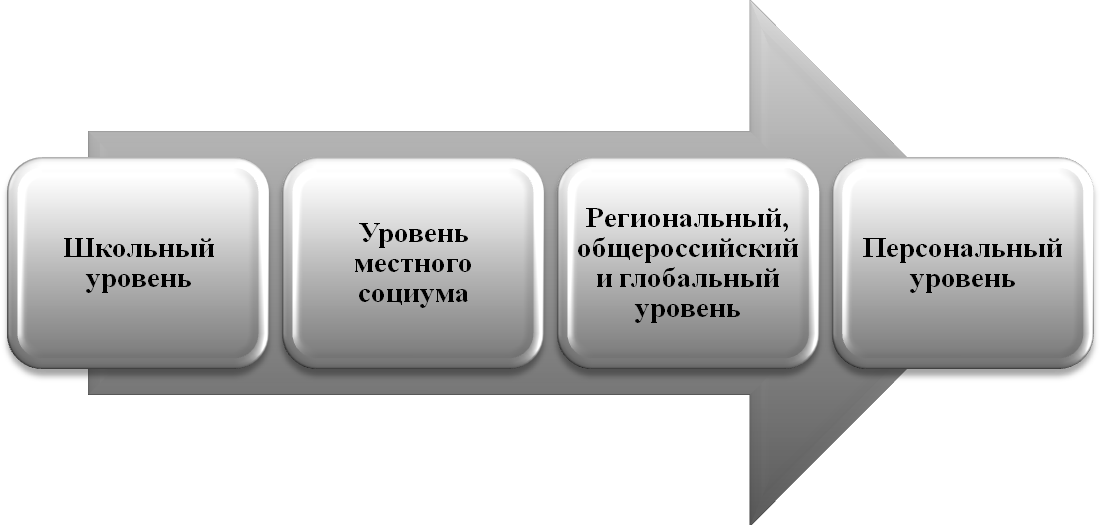 Школьный
уровень
Уровень
местного
социума
Региональный,
общероссийский
и глобальный
уровень
Персональный
уровень